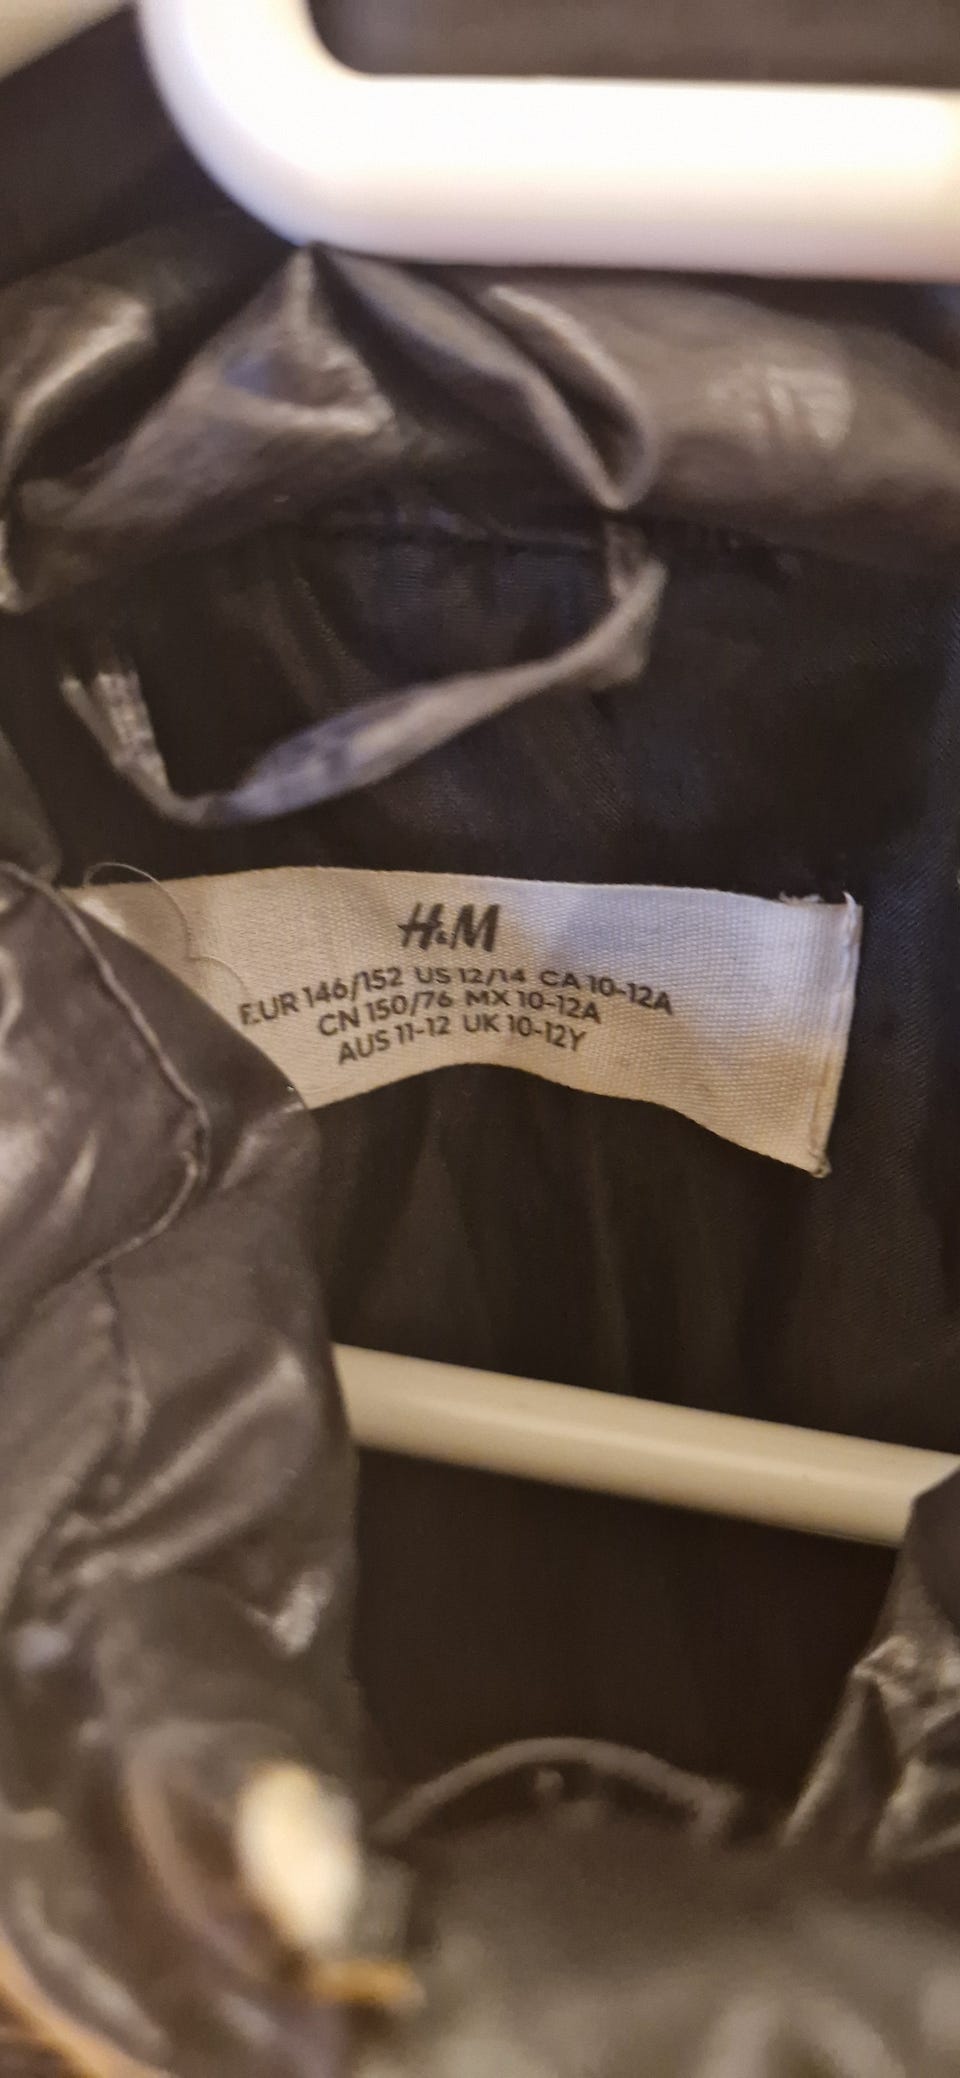 H&M
EUR 146/152 US 12/14 CA 10-12A
CN 150/76 MX 10-12A
AUS 11-12 UK 10-12Y